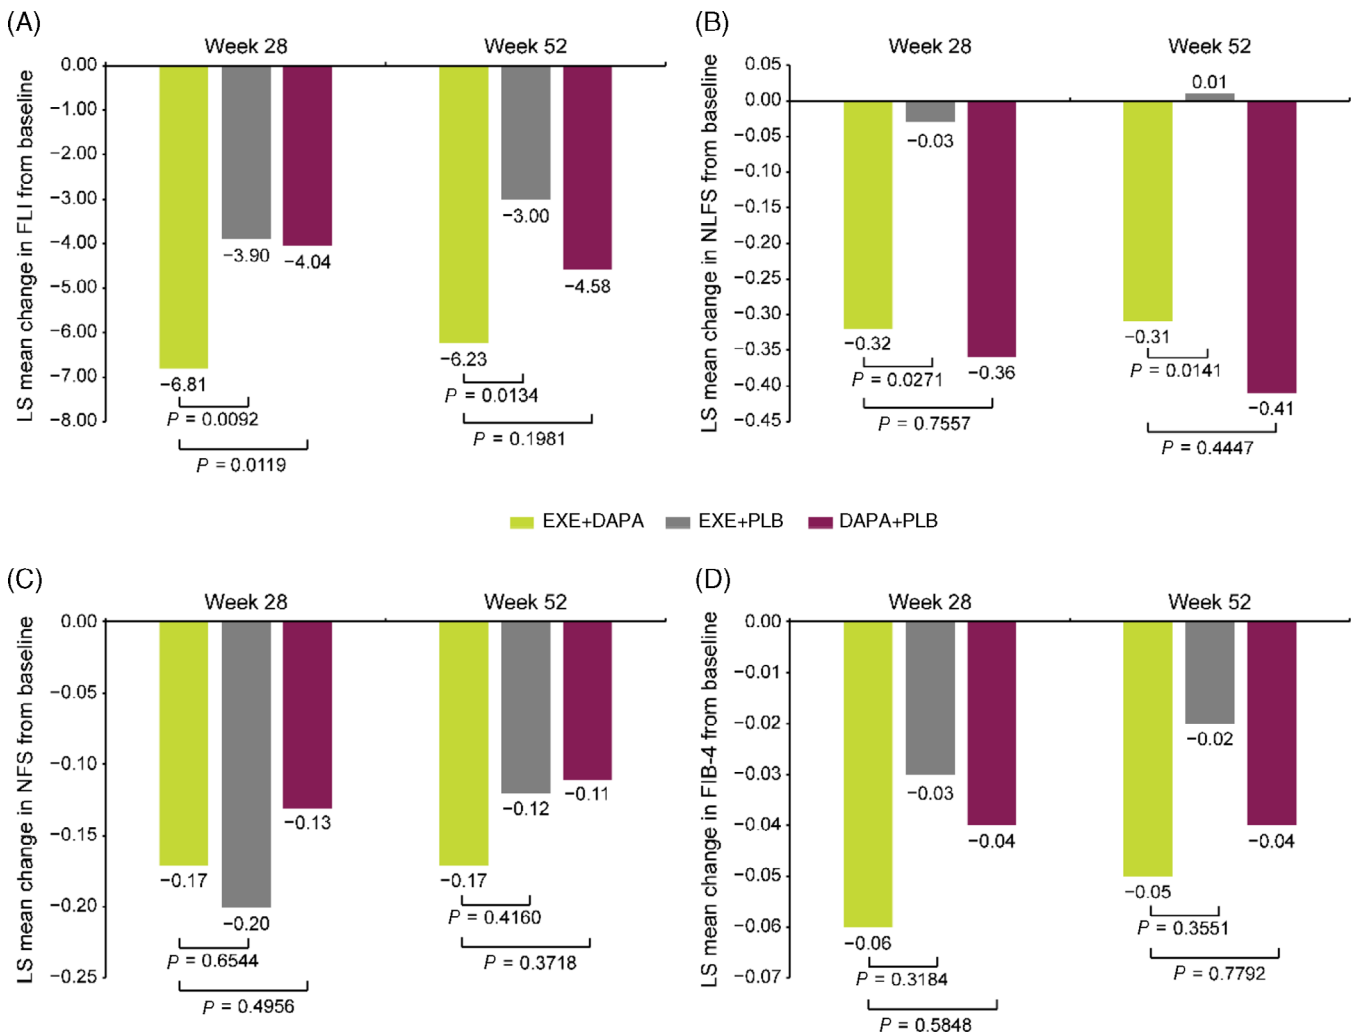 (A)
Week 28
Week 52
LS mean change in FLI from baseline
0.00
−1.00
−2.00
−3.00
−4.00
−5.00
−6.00
−7.00
−8.00
−6.81
−3.90
−4.04
−6.23
−3.00
−4.58
P = 0.0092
P = 0.0119
P = 0.0134
P = 0.1981
(B)
Week 28
Week 52
LS mean change in NLFS from baseline
0.05
0.00
−0.05
−0.10
−0.15
−0.20
−0.25
−0.30
−0.35
−0.40
−0.45
−0.32
−0.03
−0.36
−0.31
0.01
−0.41
P = 0.0271
P = 0.7557
P = 0.0141
P = 0.4447
EXE+DAPA
EXE+PLB
DAPA+PLB
(C)
Week 28
Week 52
LS mean change in NFS from baseline
0.00
−0.05
−0.10
−0.15
−0.20
−0.25
−0.17
−0.20
−0.13
−0.17
−0.12
−0.11
P = 0.6544
P = 0.4956
P = 0.4160
P = 0.3718
(D)
Week 28
Week 52
LS mean change in FIB-4 from baseline
0.00
−0.01
−0.02
−0.03
−0.04
−0.05
−0.06
−0.07
−0.06
−0.03
−0.04
−0.05
−0.02
−0.04
P = 0.3184
P = 0.5848
P = 0.3551
P = 0.7792